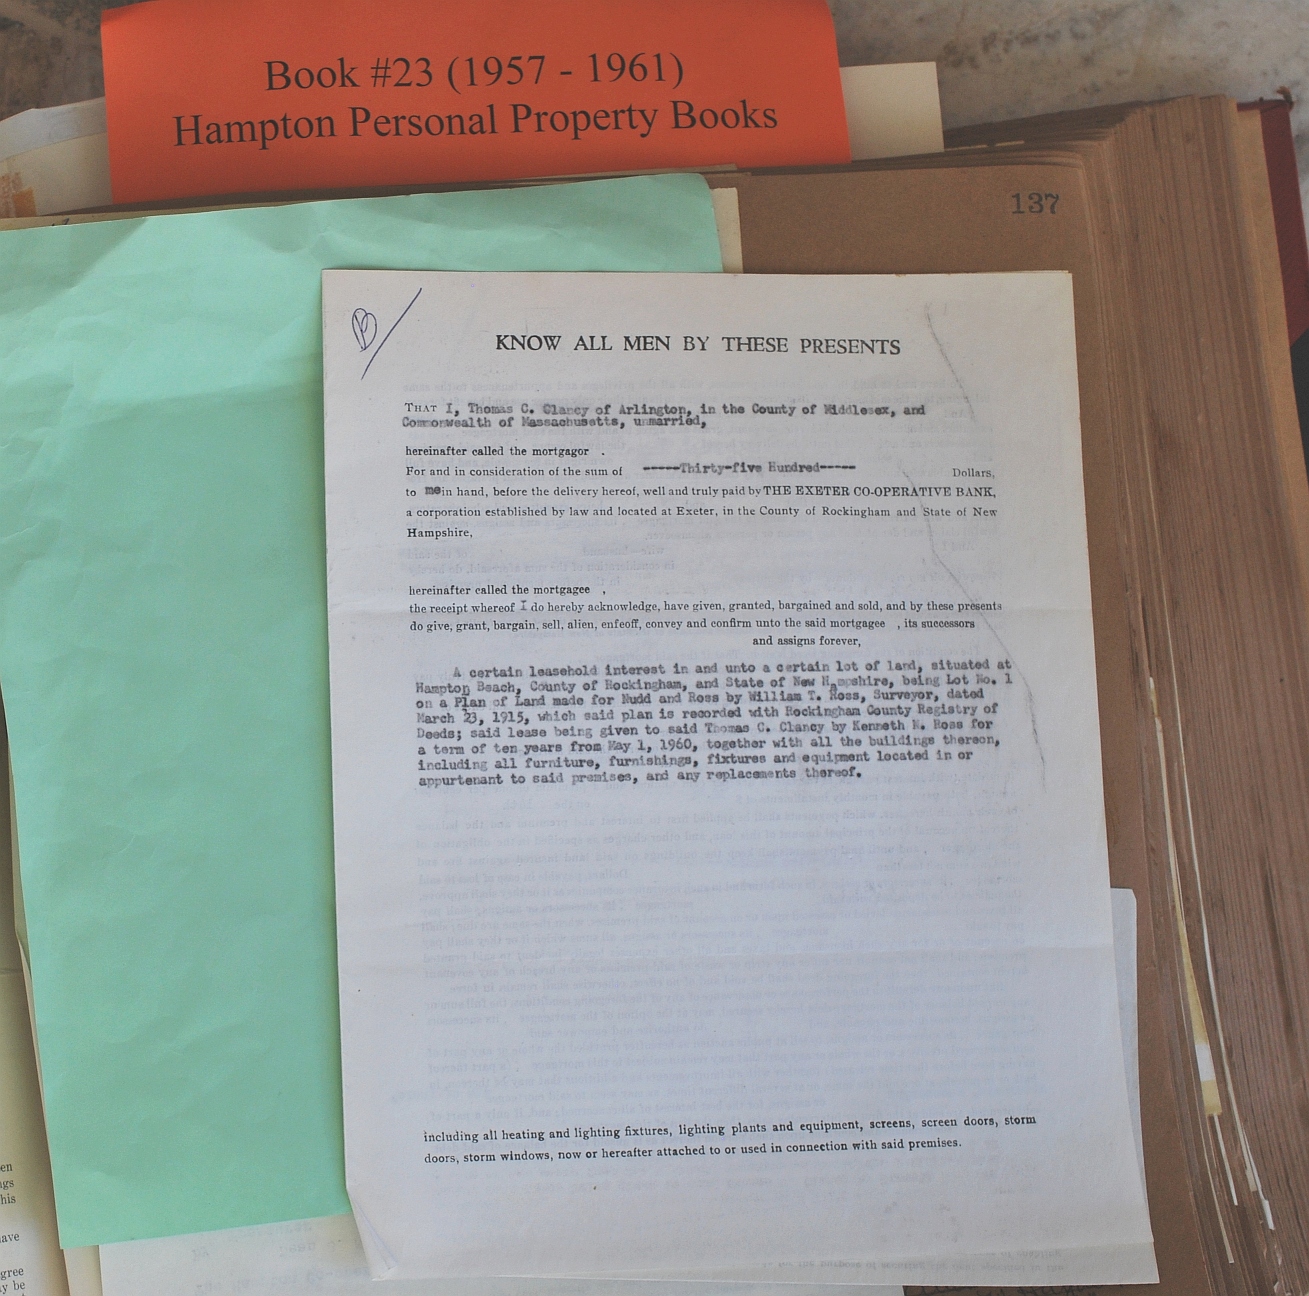 Book #23 (1957 - 1961)
Hampton Personal Property Books
137
B
KNOW ALL MEN BY THESE PRESENTS
THAT I, Thomas C. Clancy of Arlington, in the County of Middlesex, and
Commonwealth of Massachusetts, unmarried,
hereinafter called the mortgagor .
For and in consideration of the sum of -----Thirty-five Hundred----- Dollars,
to me in hand, before the delivery hereof, well and truly paid by THE EXETER CO-OPERATIVE BANK,
a corporation established by law and located at Exeter, in the County of Rockingham and State of New
Hampshire,
hereinafter called the mortgagee ,
the receipt whereof I do hereby acknowledge, have given, granted, bargained and sold, and by these presents
do give, grant, bargain, sell, alien, enfeoff, convey and confirm unto the said mortgagee , its successors
and assigns forever,
A certain leasehold interest in and unto a certain lot of land, situated at
Hampton Beach, County of Rockingham, and State of New Hampshire, being Lot No. 1
on a Plan of Land made for Nudd and Ross by William T. Ross, Surveyor, dated
March 23, 1915, which said plan is recorded with Rockingham County Registry of
Deeds; said lease being given to said Thomas C. Clancy by Kenneth N. Ross for
a term of ten years from May 1, 1960, together with all the buildings thereon,
including all furniture, furnishings, fixtures and equipment located in or
appurtenant to said premises, and any replacements thereof.
including all heating and lighting fixtures, lighting plants and equipment, screens, screen doors, storm
doors, storm windows, now or hereafter attached to or used in connection with said premises.
en
ngs
his
ave
gree
y be